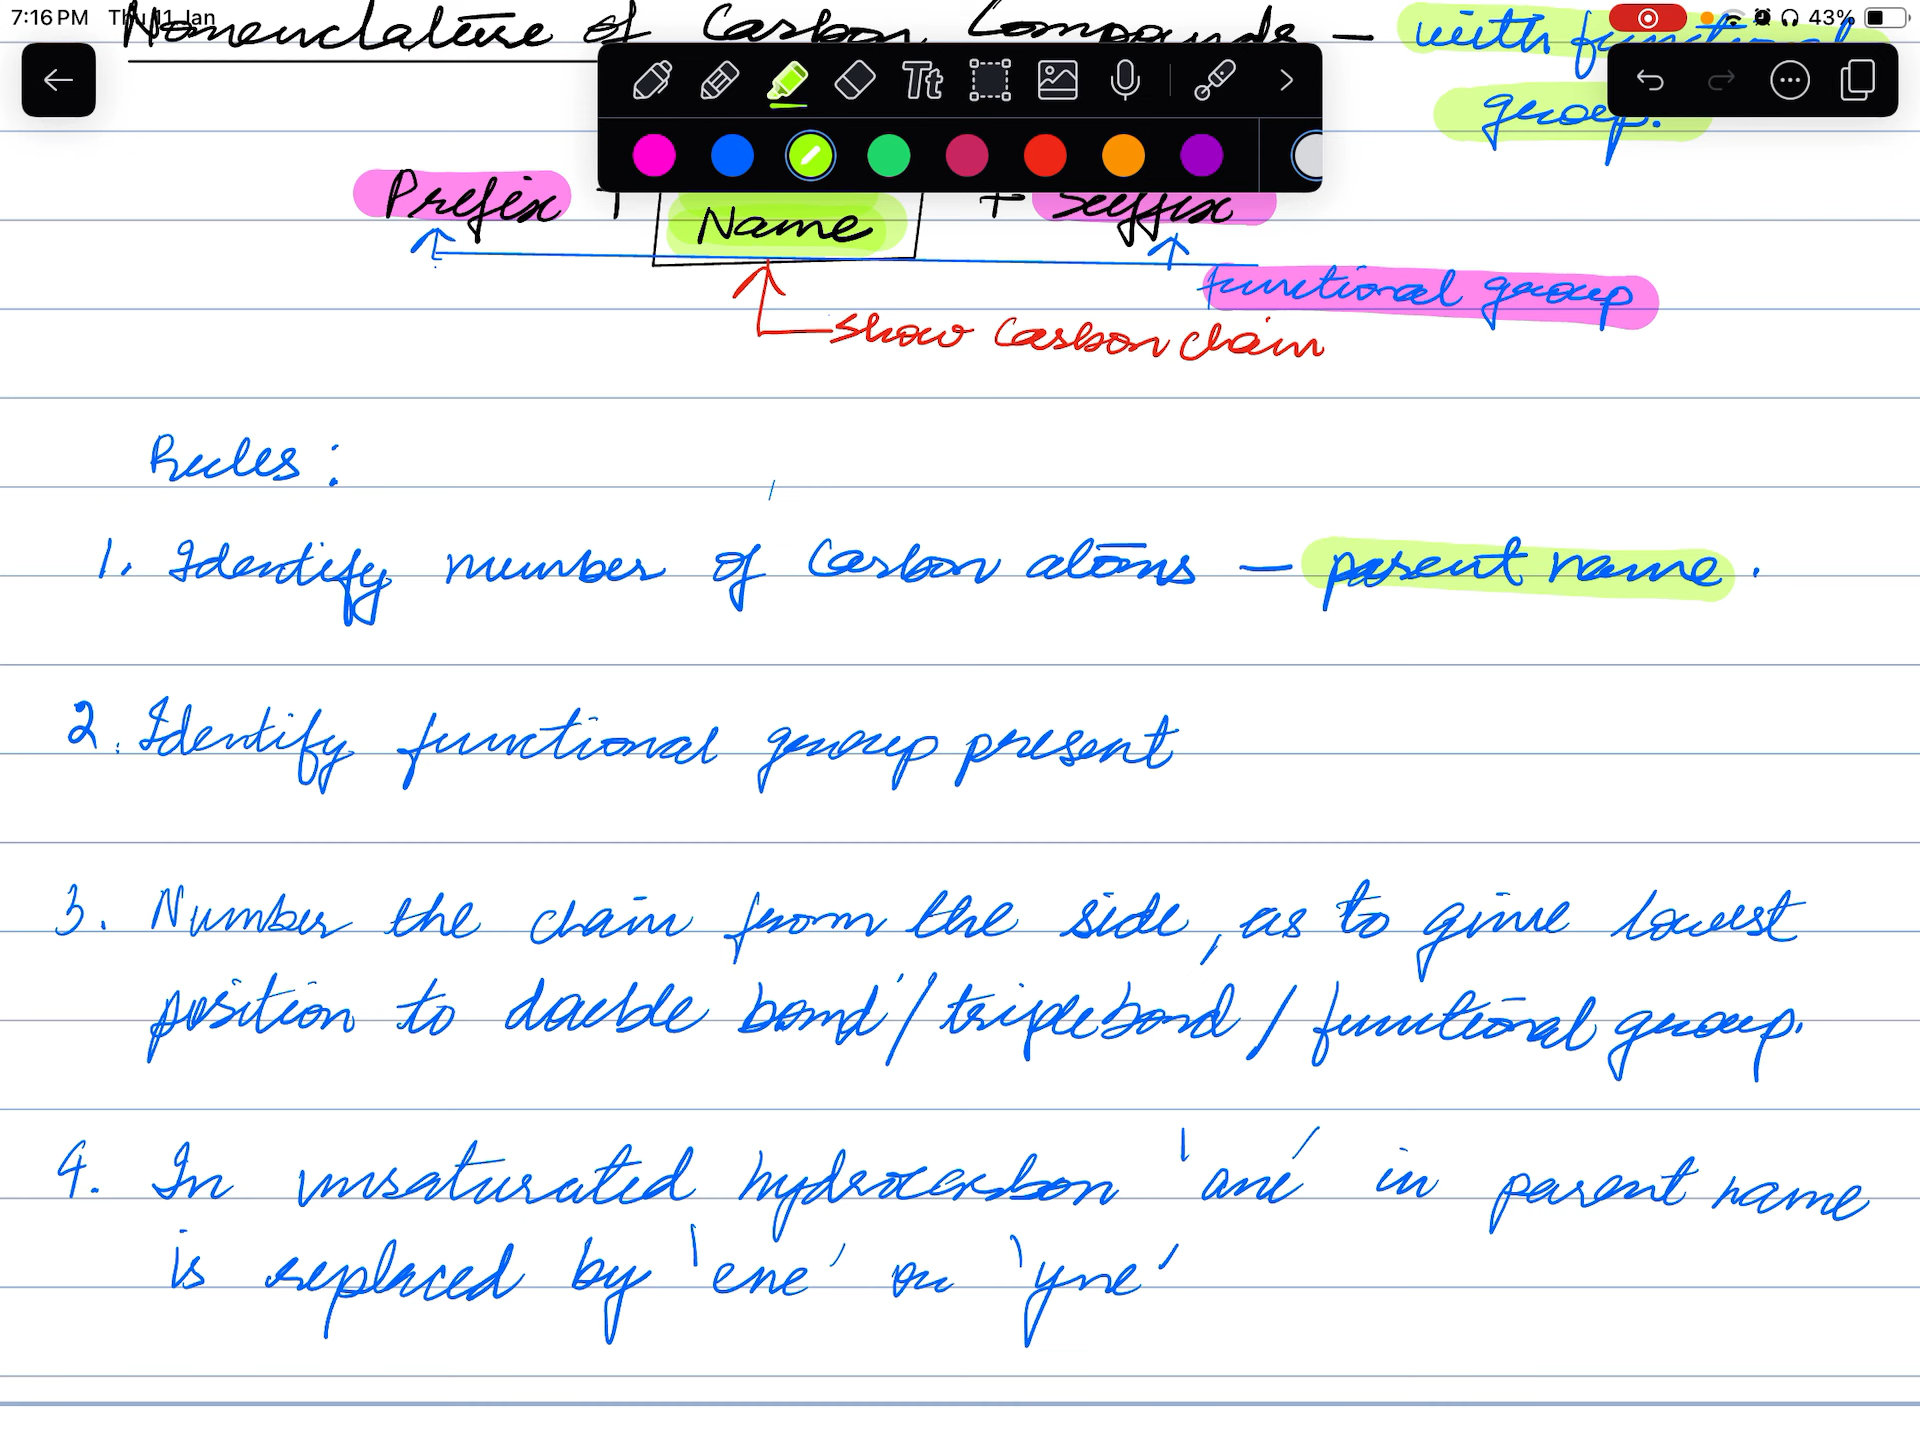 7:16 PM Thu 11 Jan 43%
Nomenclature of Carbon Compounds - with functional
group.
Tt
Prefix + Name + Suffix
functional group
show Carbon chain
Rules :
1. Identify number of Carbon atoms - parent name.
2. Identify functional group present
3. Number the chain from the side, as to give lowest
position to double bond / triple bond / functional group.
4. In unsaturated hydrocarbon 'ane' in parent name
is replaced by 'ene' or 'yne'